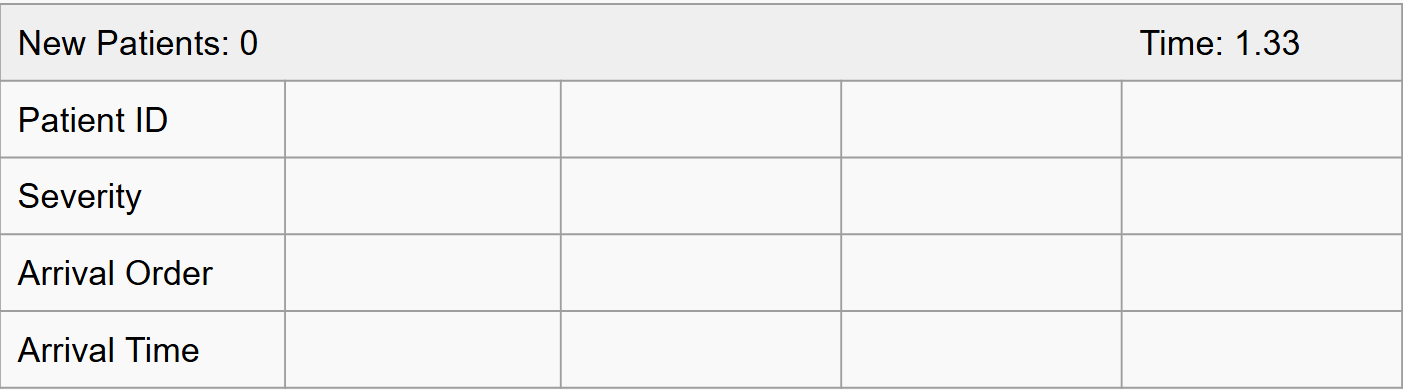 New Patients: 0 Time: 1.33
Patient ID
Severity
Arrival Order
Arrival Time